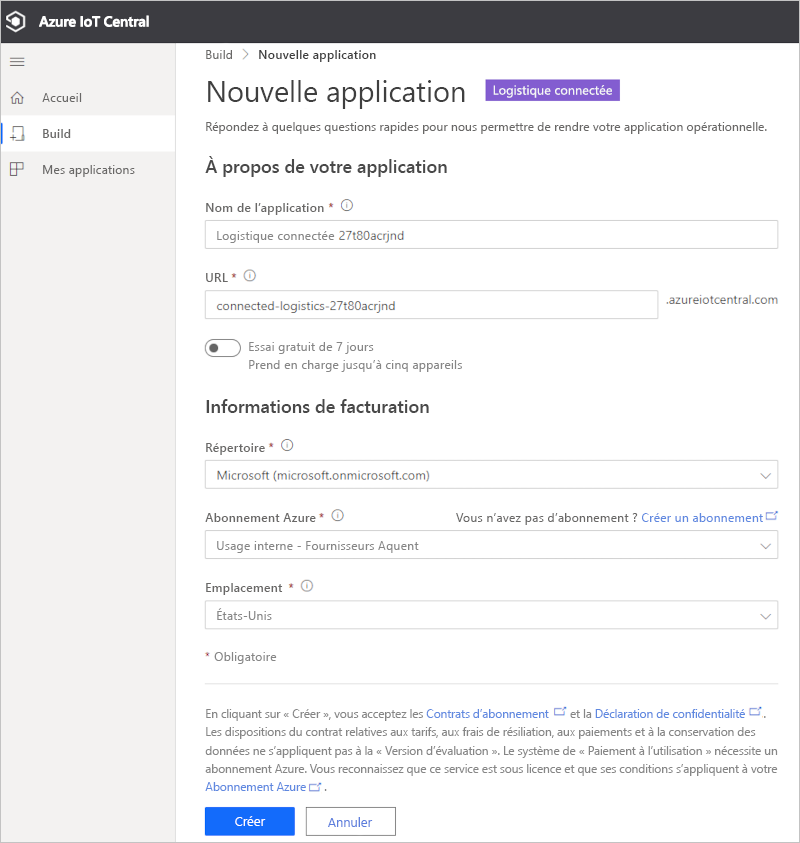 Azure IoT Central
Build > Nouvelle application
Accueil
Build
Mes applications
Nouvelle application Logistique connectée
Répondez à quelques questions rapides pour nous permettre de rendre votre application opérationnelle.
À propos de votre application
Nom de l’application *
Logistique connectée 27t80acrjnd
URL *
connected-logistics-27t80acrjnd .azureiotcentral.com
Essai gratuit de 7 jours
Prend en charge jusqu’à cinq appareils
Informations de facturation
Répertoire *
Microsoft (microsoft.onmicrosoft.com)
Abonnement Azure * Vous n’avez pas d’abonnement ? Créer un abonnement
Usage interne - Fournisseurs Aquent
Emplacement *
États-Unis
* Obligatoire
En cliquant sur « Créer », vous acceptez les Contrats d’abonnement et la Déclaration de confidentialité .
Les dispositions du contrat relatives aux tarifs, aux frais de résiliation, aux paiements et à la conservation des
données ne s’appliquent pas à la « Version d’évaluation ». Le système de « Paiement à l’utilisation » nécessite un
abonnement Azure. Vous reconnaissez que ce service est sous licence et que ses conditions s’appliquent à votre
Abonnement Azure .
Créer Annuler